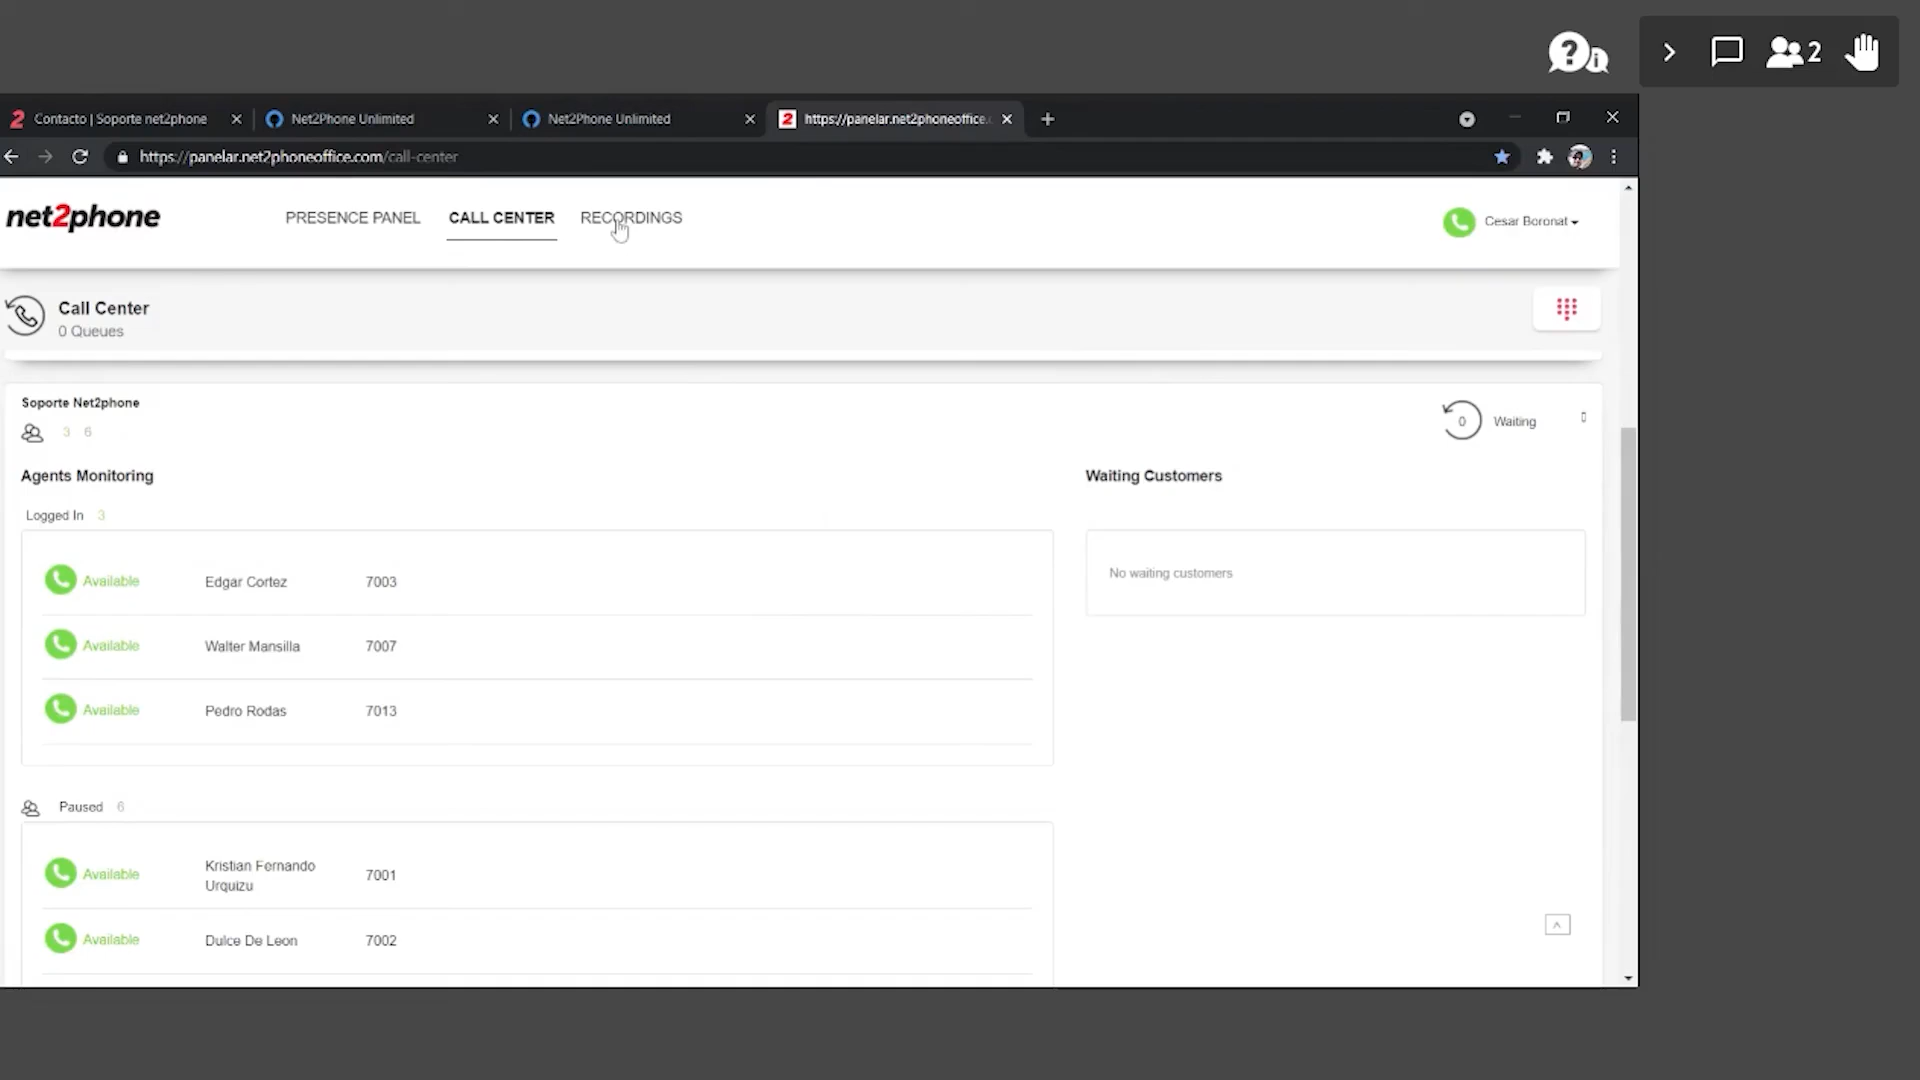 2
Contacto | Soporte net2phone
Net2Phone Unlimited
Net2Phone Unlimited
https://panelar.net2phoneoffice.c
https://panelar.net2phoneoffice.com/call-center
net2phone
PRESENCE PANEL
CALL CENTER
RECORDINGS
Cesar Boronat
Call Center
0 Queues
Soporte Net2phone
3 6
0 Waiting
Agents Monitoring
Waiting Customers
Logged In 3
Available Edgar Cortez 7003
No waiting customers
Available Walter Mansilla 7007
Available Pedro Rodas 7013
Paused 6
Available Kristian Fernando Urquizu 7001
Available Dulce De Leon 7002